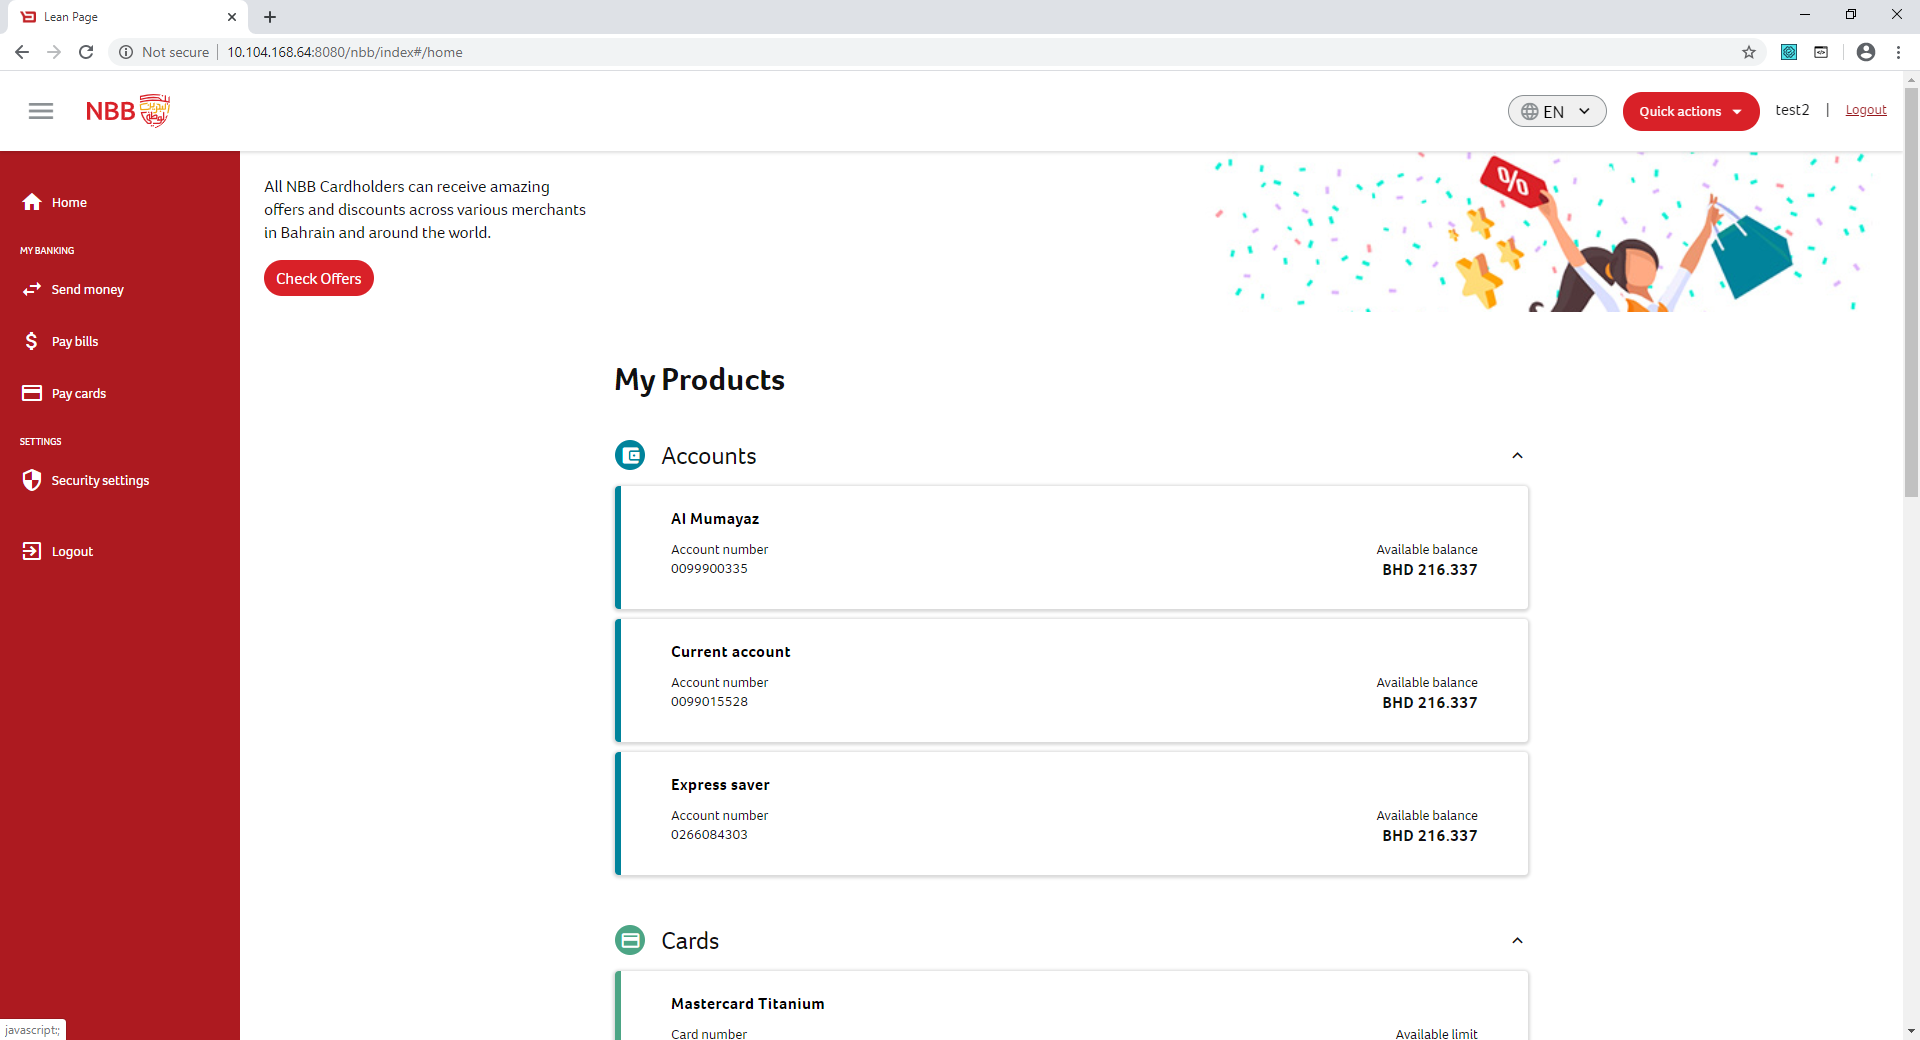 Lean Page
Not secure
10.104.168.64:8080/nbb/index#/home
NBB
EN
Quick actions
test2
|
Logout
Home
MY BANKING
Send money
Pay bills
Pay cards
SETTINGS
Security settings
Logout
All NBB Cardholders can receive amazing
offers and discounts across various merchants
in Bahrain and around the world.
Check Offers
%
My Products
Accounts
Al Mumayaz
Account number
0099900335
Available balance
BHD 216.337
Current account
Account number
0099015528
Available balance
BHD 216.337
Express saver
Account number
0266084303
Available balance
BHD 216.337
Cards
Mastercard Titanium
Card number
Available limit
javascript:;